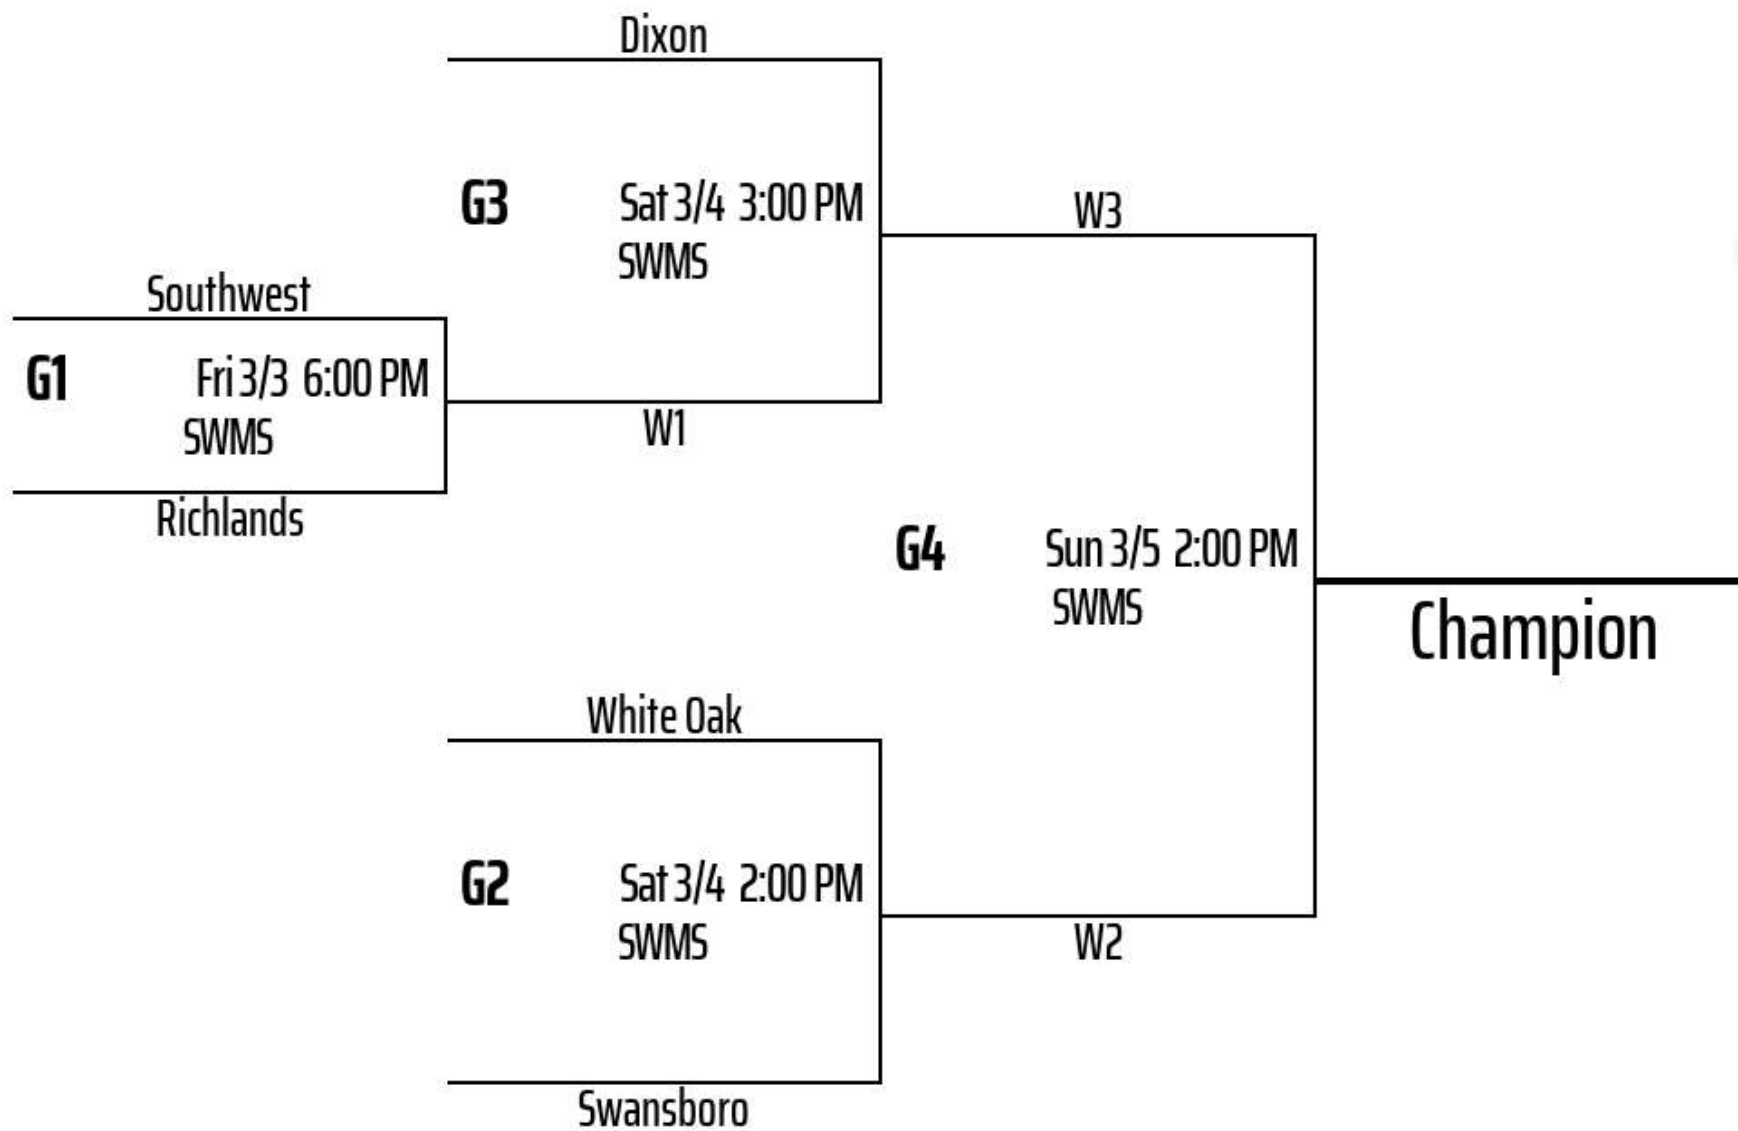 Dixon
G3 Sat 3/4 3:00 PM
SWMS
W3
Southwest
G1 Fri 3/3 6:00 PM
SWMS
W1
Richlands
G4 Sun 3/5 2:00 PM
SWMS
Champion
White Oak
G2 Sat 3/4 2:00 PM
SWMS
W2
Swansboro